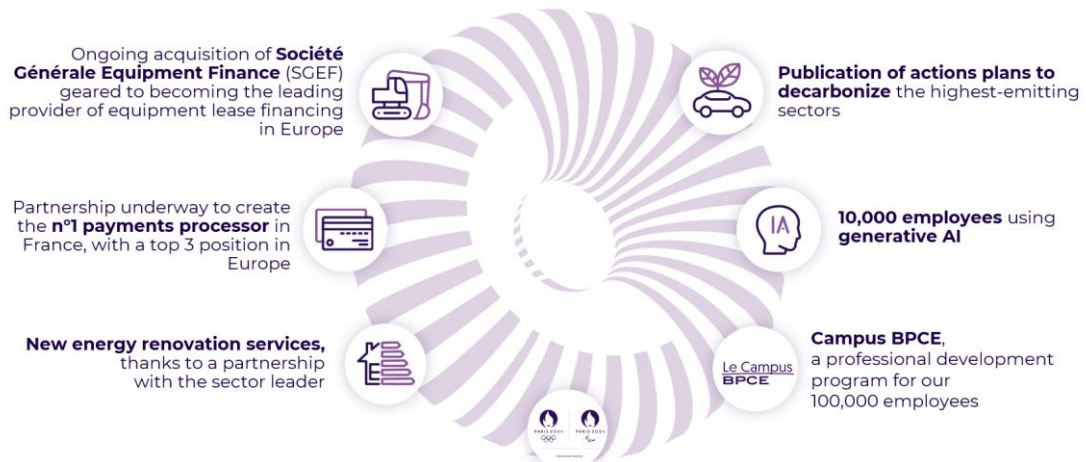 Ongoing acquisition of Société
Générale Equipment Finance (SGEF)
geared to becoming the leading
provider of equipment lease financing
in Europe
Partnership underway to create
the n°1 payments processor in
France, with a top 3 position in
Europe
New energy renovation services,
thanks to a partnership
with the sector leader
Publication of actions plans to
decarbonize the highest-emitting
sectors
IA
10,000 employees using
generative AI
Le Campus
BPCE
Campus BPCE,
a professional development
program for our
100,000 employees
E
PARIS 2024
PARIS 2024